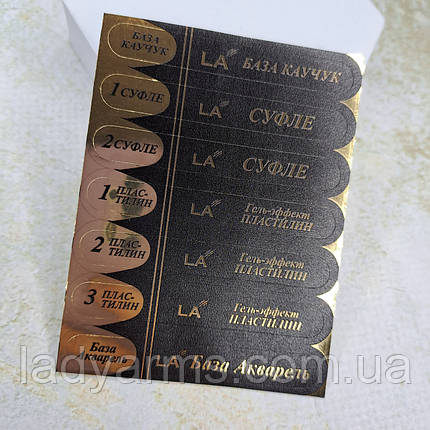 БАЗА
КАУЧУК
LA БАЗА КАУЧУК
1 СУФЛЕ
LA СУФЛЕ
2 СУФЛЕ
LA СУФЛЕ
1 ПЛАС-
ТИЛИН
LA Гель-эффект
ПЛАСТИЛИН
2 ПЛАС-
ТИЛИН
LA Гель-эффект
ПЛАСТИЛИН
3 ПЛАС-
ТИЛИН
LA Гель-эффект
ПЛАСТИЛИН
База
кварель
LA База Акварель
ladyarms.com.ua